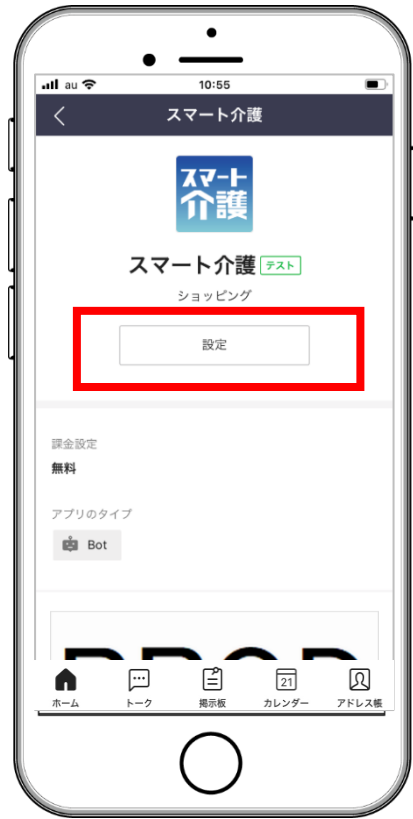 au 10:55
スマート介護
スマート
介護
スマート介護 テスト
ショッピング
設定
課金設定
無料
アプリのタイプ
Bot
21
ホーム トーク 掲示板 カレンダー アドレス帳